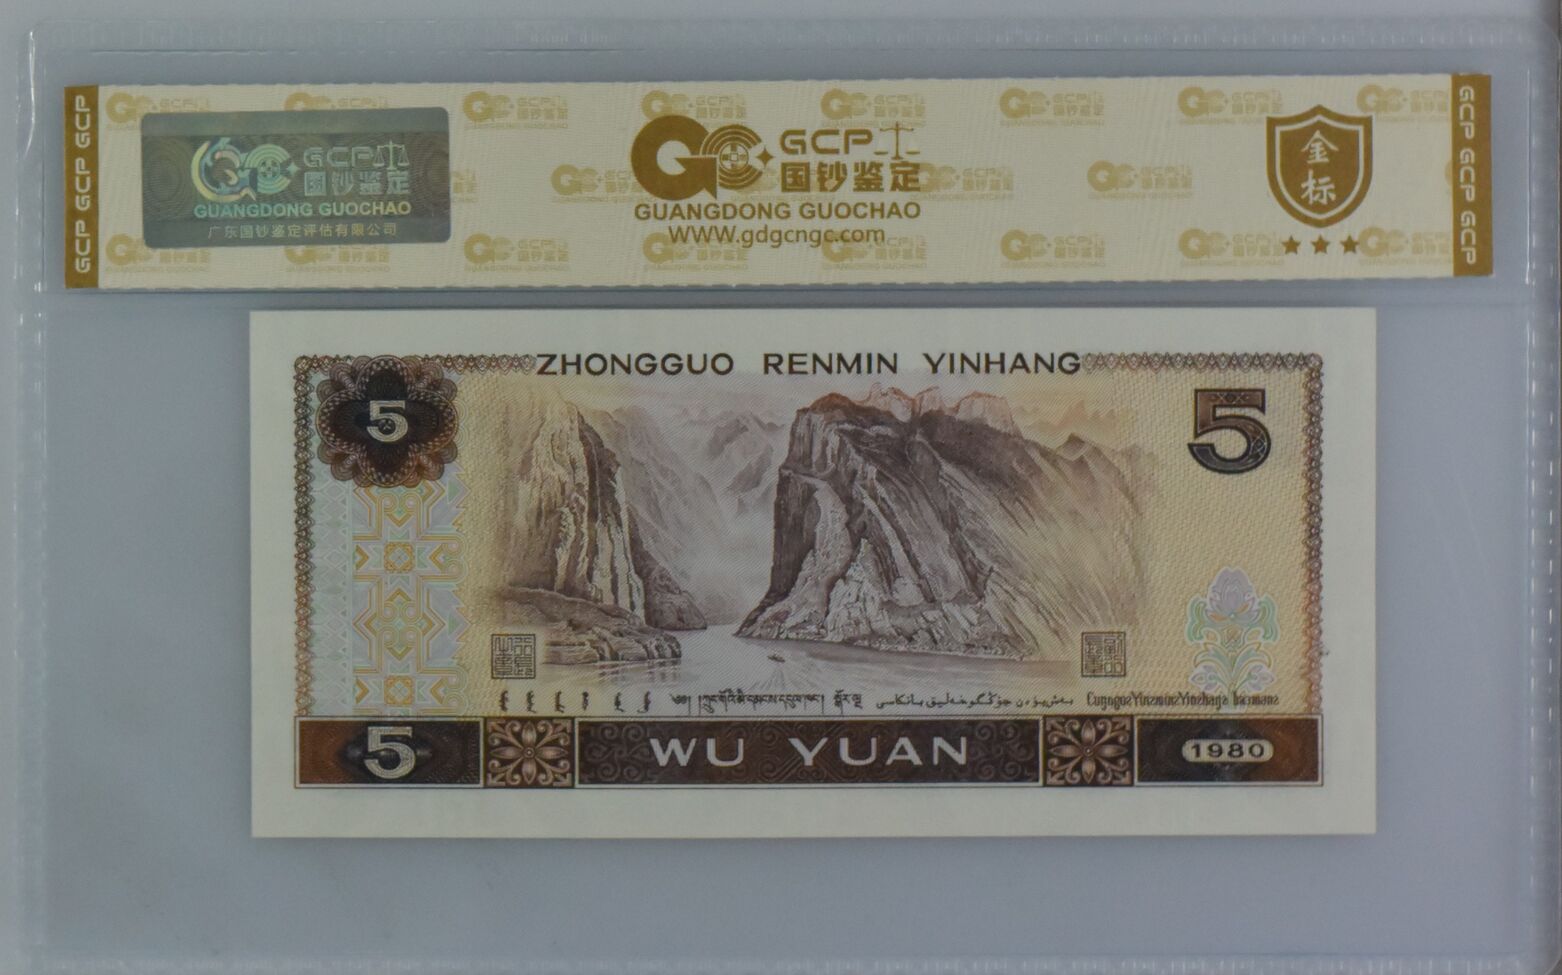 GCP GCP GCP
GCP 国钞鉴定
GUANGDONG GUOCHAO
广东国钞鉴定评估有限公司
GCP
国钞鉴定
GUANGDONG GUOCHAO
www.gdgcngc.com
金标
GCP GCP GCP
ZHONGGUO RENMIN YINHANG
5
5
5
WU YUAN
1980